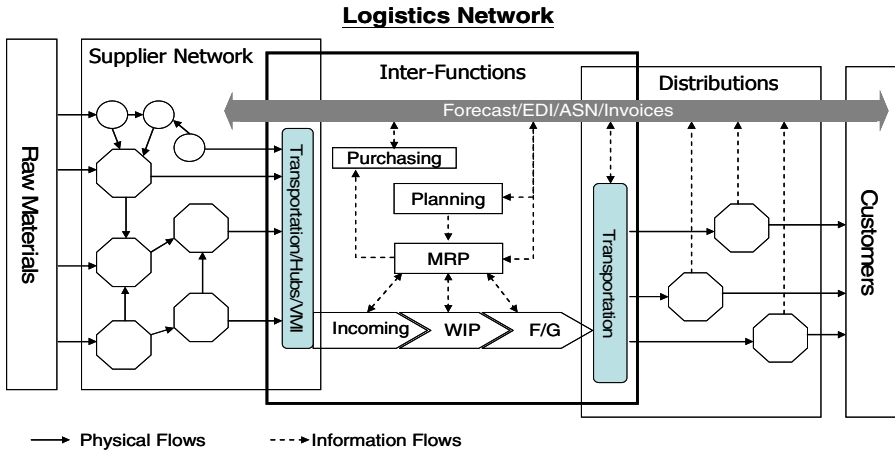 Logistics Network
Supplier Network
Inter-Functions
Distributions
Forecast/EDI/ASN/Invoices
Raw Materials
Transportation/Hubs/VMI
Purchasing
Planning
MRP
Incoming
WIP
F/G
Transportation
Customers
Physical Flows
Information Flows